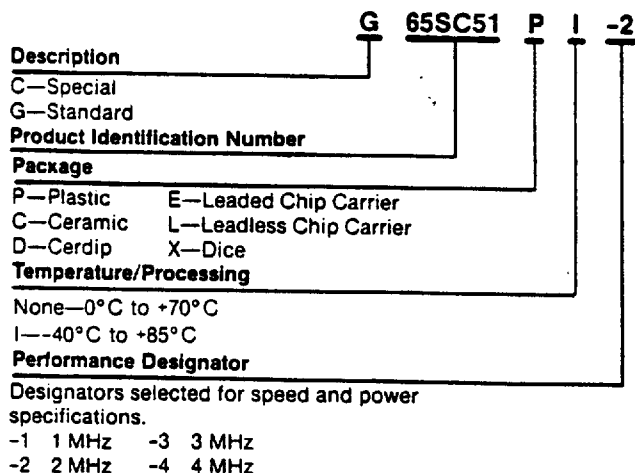 G 65SC51 P I -2
Description
C—Special
G—Standard
Product Identification Number
Package
P—Plastic E—Leaded Chip Carrier
C—Ceramic L—Leadless Chip Carrier
D—Cerdip X—Dice
Temperature/Processing
None—0°C to +70°C
I—-40°C to +85°C
Performance Designator
Designators selected for speed and power
specifications.
-1 1 MHz -3 3 MHz
-2 2 MHz -4 4 MHz